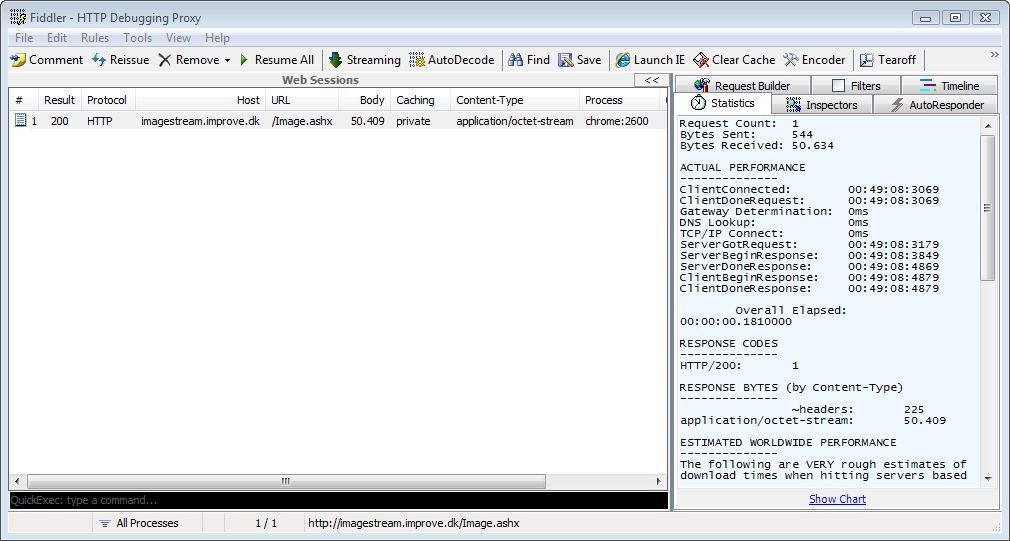 Fiddler - HTTP Debugging Proxy
File Edit Rules Tools View Help
Comment Reissue Remove Resume All Streaming AutoDecode Find Save Launch IE Clear Cache Encoder Tearoff »
Web Sessions <<
# Result Protocol Host URL Body Caching Content-Type Process
1 200 HTTP imagestream.improve.dk /Image.ashx 50.409 private application/octet-stream chrome:2600
Request Builder Filters Timeline
Statistics Inspectors AutoResponder
Request Count: 1
Bytes Sent: 544
Bytes Received: 50.634
ACTUAL PERFORMANCE
--------------
ClientConnected: 00:49:08:3069
ClientDoneRequest: 00:49:08:3069
Gateway Determination: 0ms
DNS Lookup: 0ms
TCP/IP Connect: 0ms
ServerGotRequest: 00:49:08:3179
ServerBeginResponse: 00:49:08:3849
ServerDoneResponse: 00:49:08:4869
ClientBeginResponse: 00:49:08:4879
ClientDoneResponse: 00:49:08:4879
Overall Elapsed:
00:00:00.1810000
RESPONSE CODES
--------------
HTTP/200: 1
RESPONSE BYTES (by Content-Type)
--------------
~headers: 225
application/octet-stream: 50.409
ESTIMATED WORLDWIDE PERFORMANCE
--------------
The following are VERY rough estimates of
download times when hitting servers based
Show Chart
QuickExec: type a command...
All Processes 1 / 1 http://imagestream.improve.dk/Image.ashx